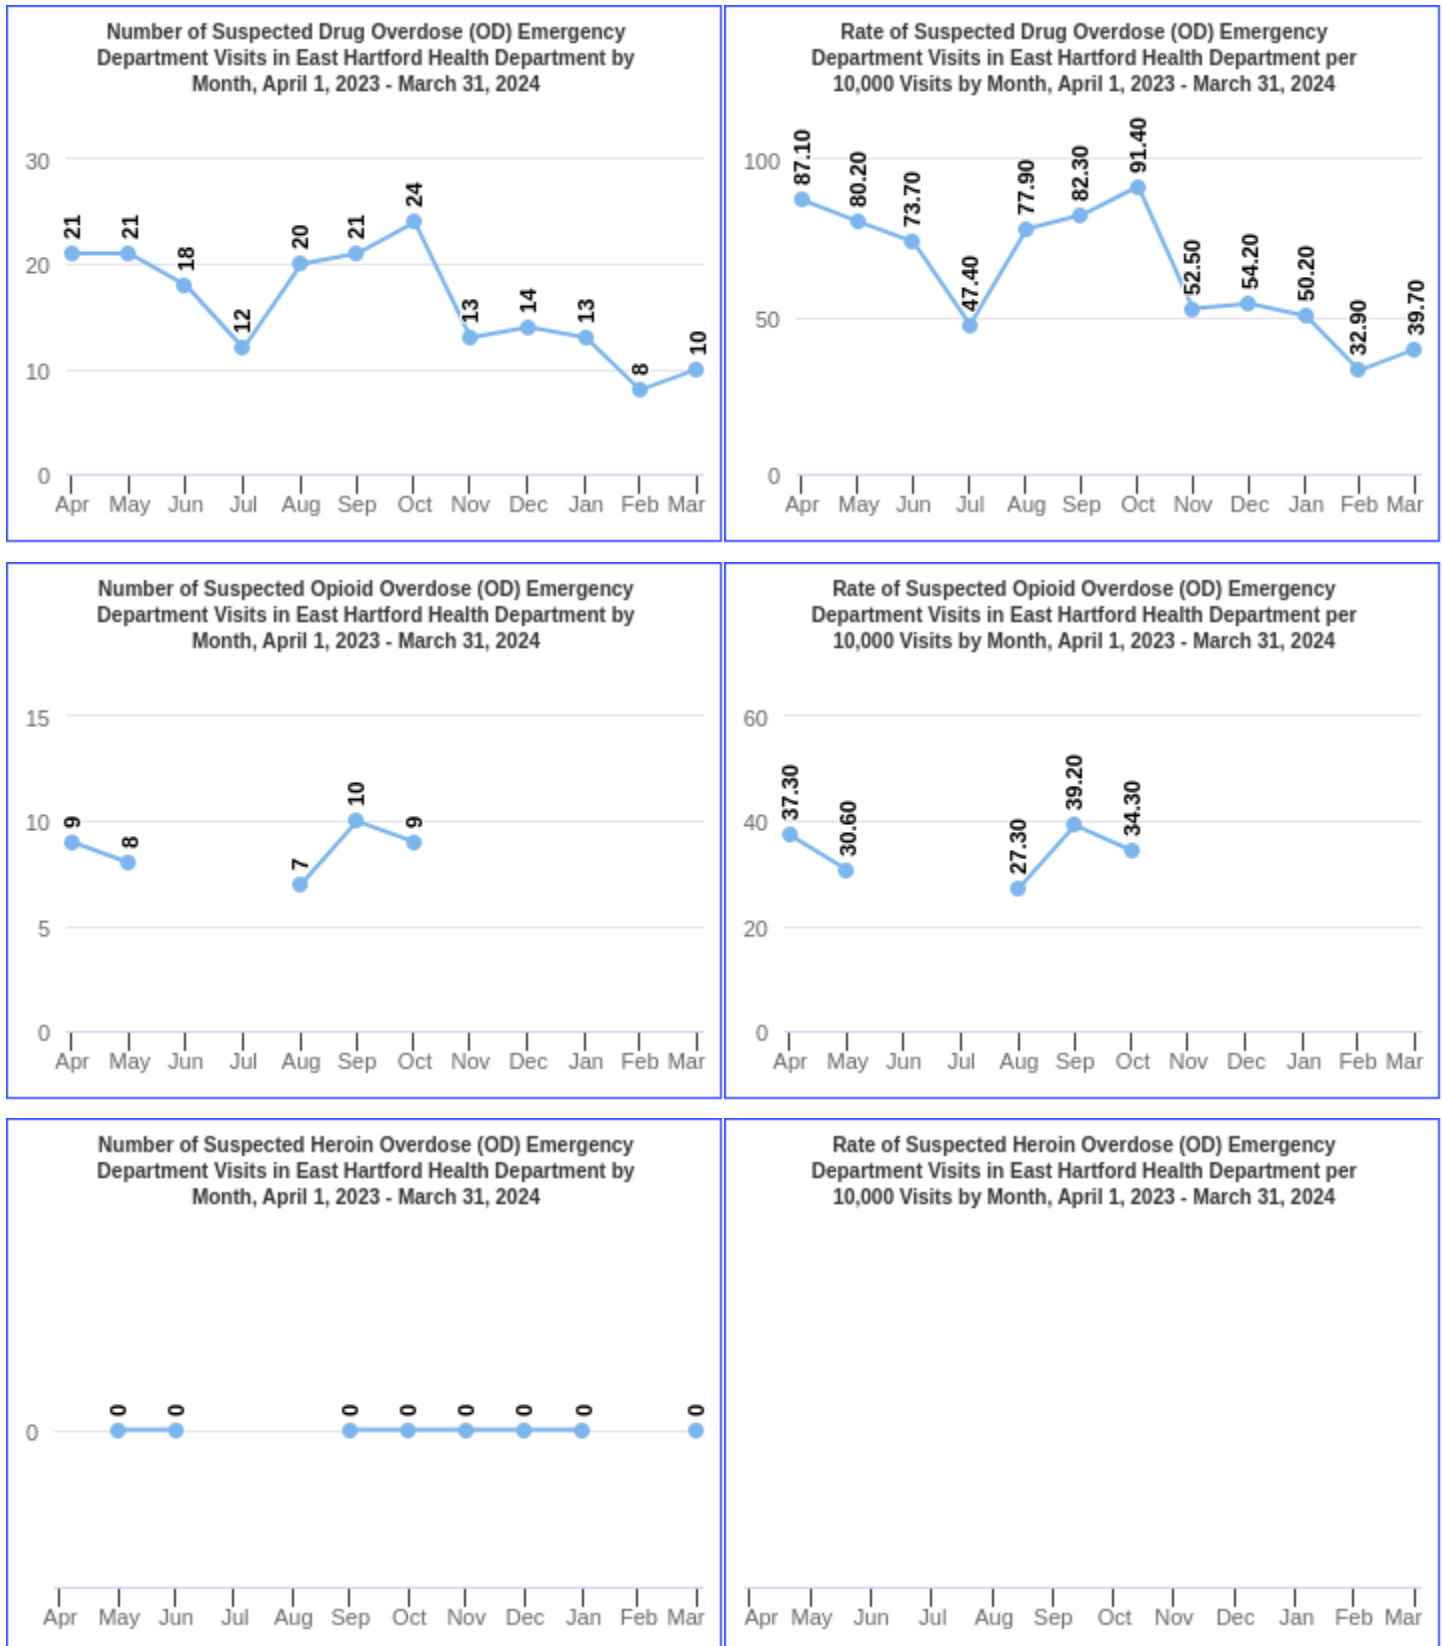 Number of Suspected Drug Overdose (OD) Emergency
Department Visits in East Hartford Health Department by
Month, April 1, 2023 - March 31, 2024
30
20
10
0
21
21
18
12
20
21
24
13
14
13
8
10
Apr May Jun Jul Aug Sep Oct Nov Dec Jan Feb Mar
Rate of Suspected Drug Overdose (OD) Emergency
Department Visits in East Hartford Health Department per
10,000 Visits by Month, April 1, 2023 - March 31, 2024
100
50
0
87.10
80.20
73.70
47.40
77.90
82.30
91.40
52.50
54.20
50.20
32.90
39.70
Apr May Jun Jul Aug Sep Oct Nov Dec Jan Feb Mar
Number of Suspected Opioid Overdose (OD) Emergency
Department Visits in East Hartford Health Department by
Month, April 1, 2023 - March 31, 2024
15
10
5
0
9
8
7
10
9
Apr May Jun Jul Aug Sep Oct Nov Dec Jan Feb Mar
Rate of Suspected Opioid Overdose (OD) Emergency
Department Visits in East Hartford Health Department per
10,000 Visits by Month, April 1, 2023 - March 31, 2024
60
40
20
0
37.30
30.60
27.30
39.20
34.30
Apr May Jun Jul Aug Sep Oct Nov Dec Jan Feb Mar
Number of Suspected Heroin Overdose (OD) Emergency
Department Visits in East Hartford Health Department by
Month, April 1, 2023 - March 31, 2024
0
0
0
0
0
0
0
0
0
Apr May Jun Jul Aug Sep Oct Nov Dec Jan Feb Mar
Rate of Suspected Heroin Overdose (OD) Emergency
Department Visits in East Hartford Health Department per
10,000 Visits by Month, April 1, 2023 - March 31, 2024
Apr May Jun Jul Aug Sep Oct Nov Dec Jan Feb Mar